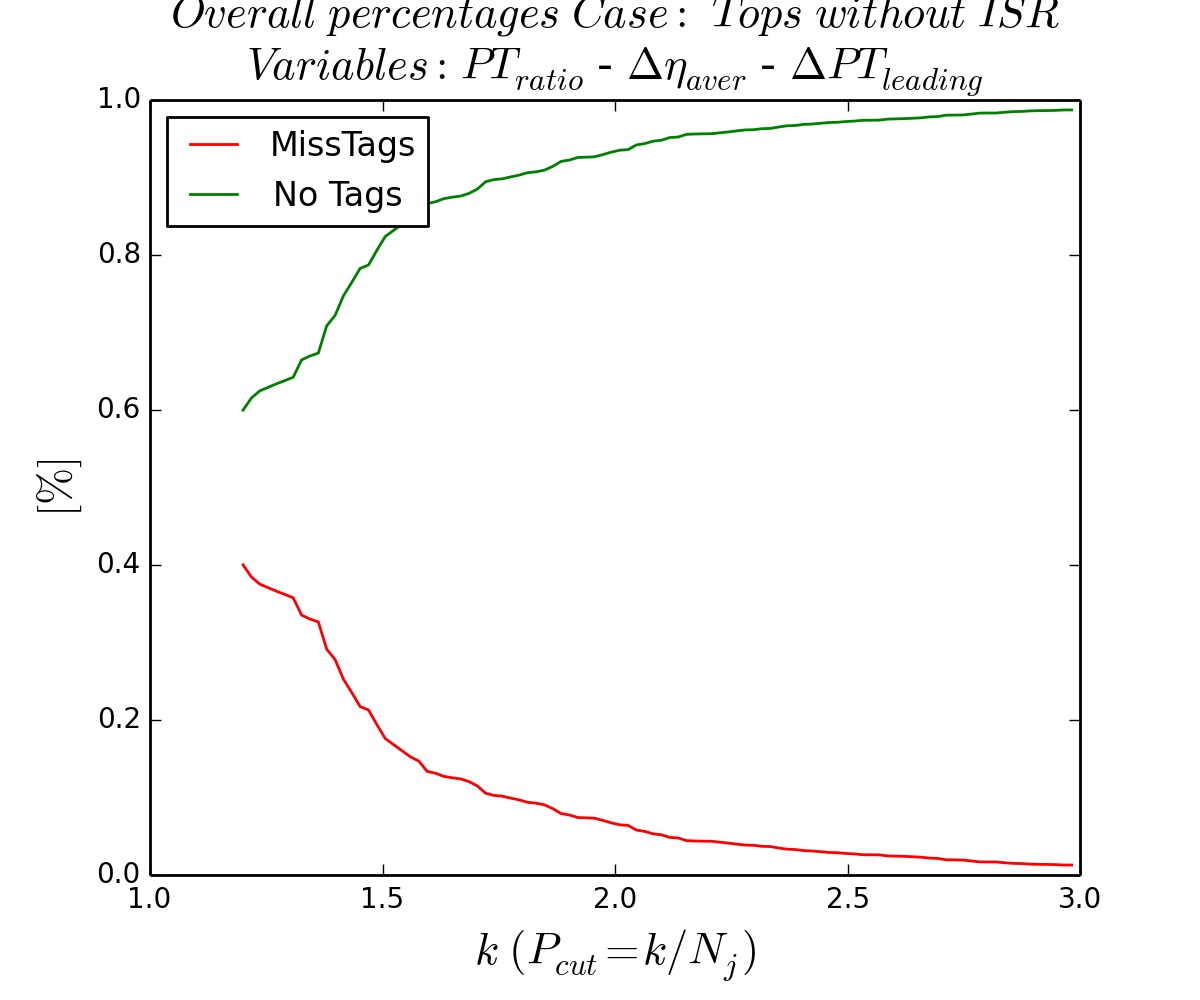 Overall percentages Case: Tops without ISR
Variables: PT_ratio - Δη_aver - ΔPT_leading
1.0
MissTags
No Tags
0.8
0.6
[%]
0.4
0.2
0.0
1.0 1.5 2.0 2.5 3.0
k (P_cut=k/N_j)